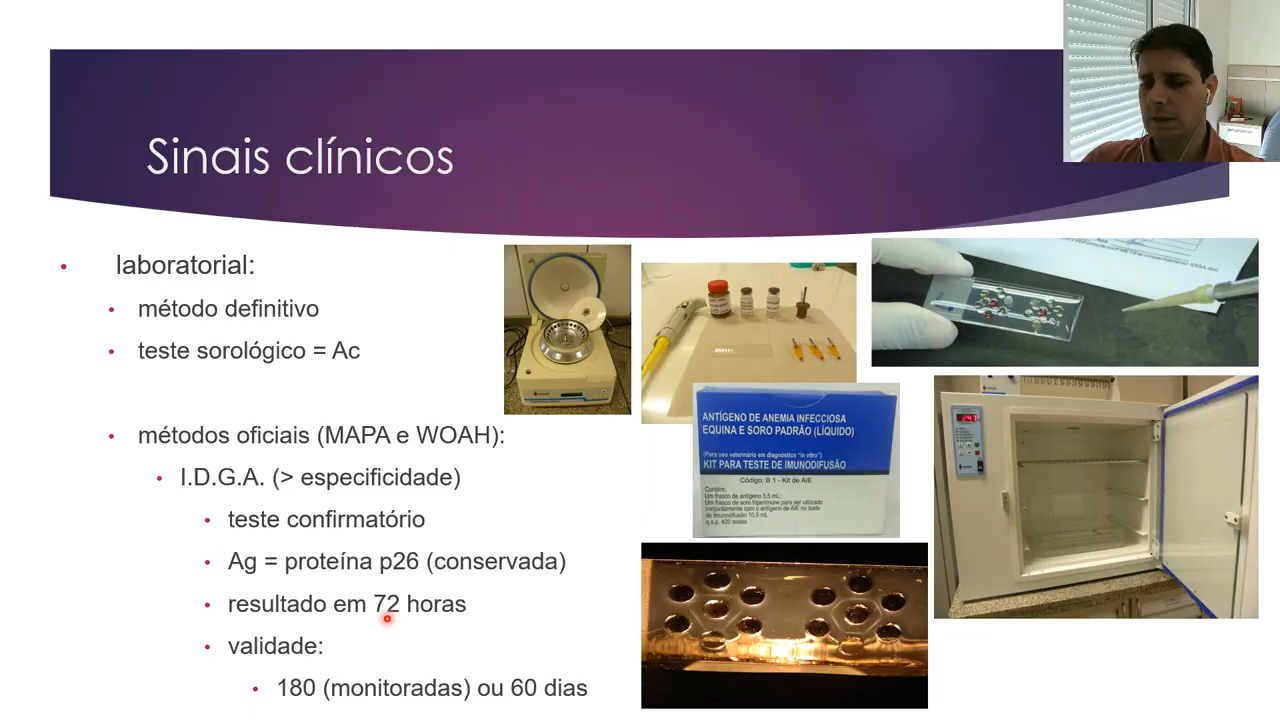 Sinais clínicos
• laboratorial:
• método definitivo
• teste sorológico = Ac
• métodos oficiais (MAPA e WOAH):
• I.D.G.A. (> especificidade)
• teste confirmatório
• Ag = proteína p26 (conservada)
• resultado em 72 horas
• validade:
• 180 (monitoradas) ou 60 dias
ANTÍGENO DE ANEMIA INFECCIOSA
EQUINA E SORO PADRÃO (LÍQUIDO)
(Para uso veterinário em diagnóstico "in vitro")
KIT PARA TESTE DE IMUNODIFUSÃO
Código: B 1 - Kit de AIE
Contém:
Um frasco de antígeno 3,5 mL;
Um frasco de soro hiperimune para ser utilizado
conjuntamente com o antígeno de AIE no teste
de imunodifusão 10,5 mL
q.s.p. 420 testes